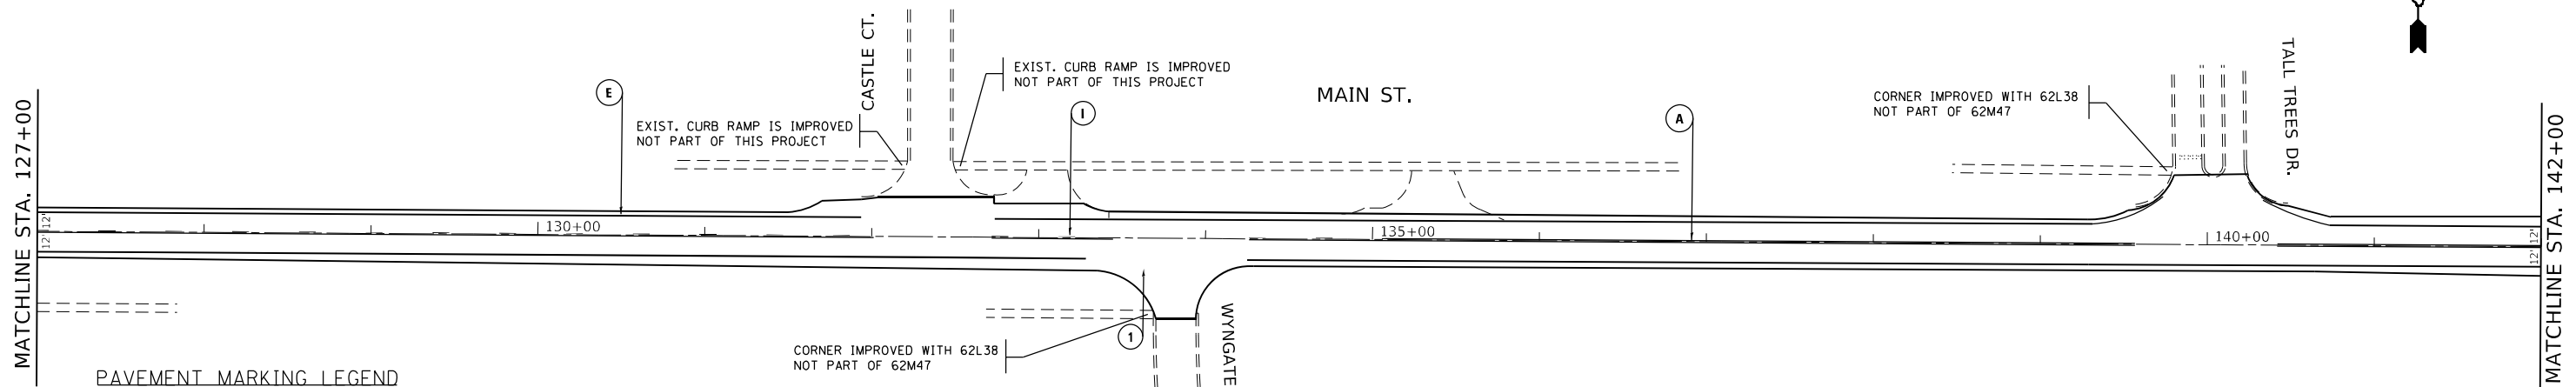 MATCHLINE STA. 127+00
12'
12'
E
EXIST. CURB RAMP IS IMPROVED
NOT PART OF THIS PROJECT
CASTLE CT.
EXIST. CURB RAMP IS IMPROVED
NOT PART OF THIS PROJECT
I
MAIN ST.
A
CORNER IMPROVED WITH 62L38
NOT PART OF 62M47
TALL TREES DR.
130+00
135+00
140+00
12'
12'
MATCHLINE STA. 142+00
1
CORNER IMPROVED WITH 62L38
NOT PART OF 62M47
WYNGATE
PAVEMENT MARKING LEGEND